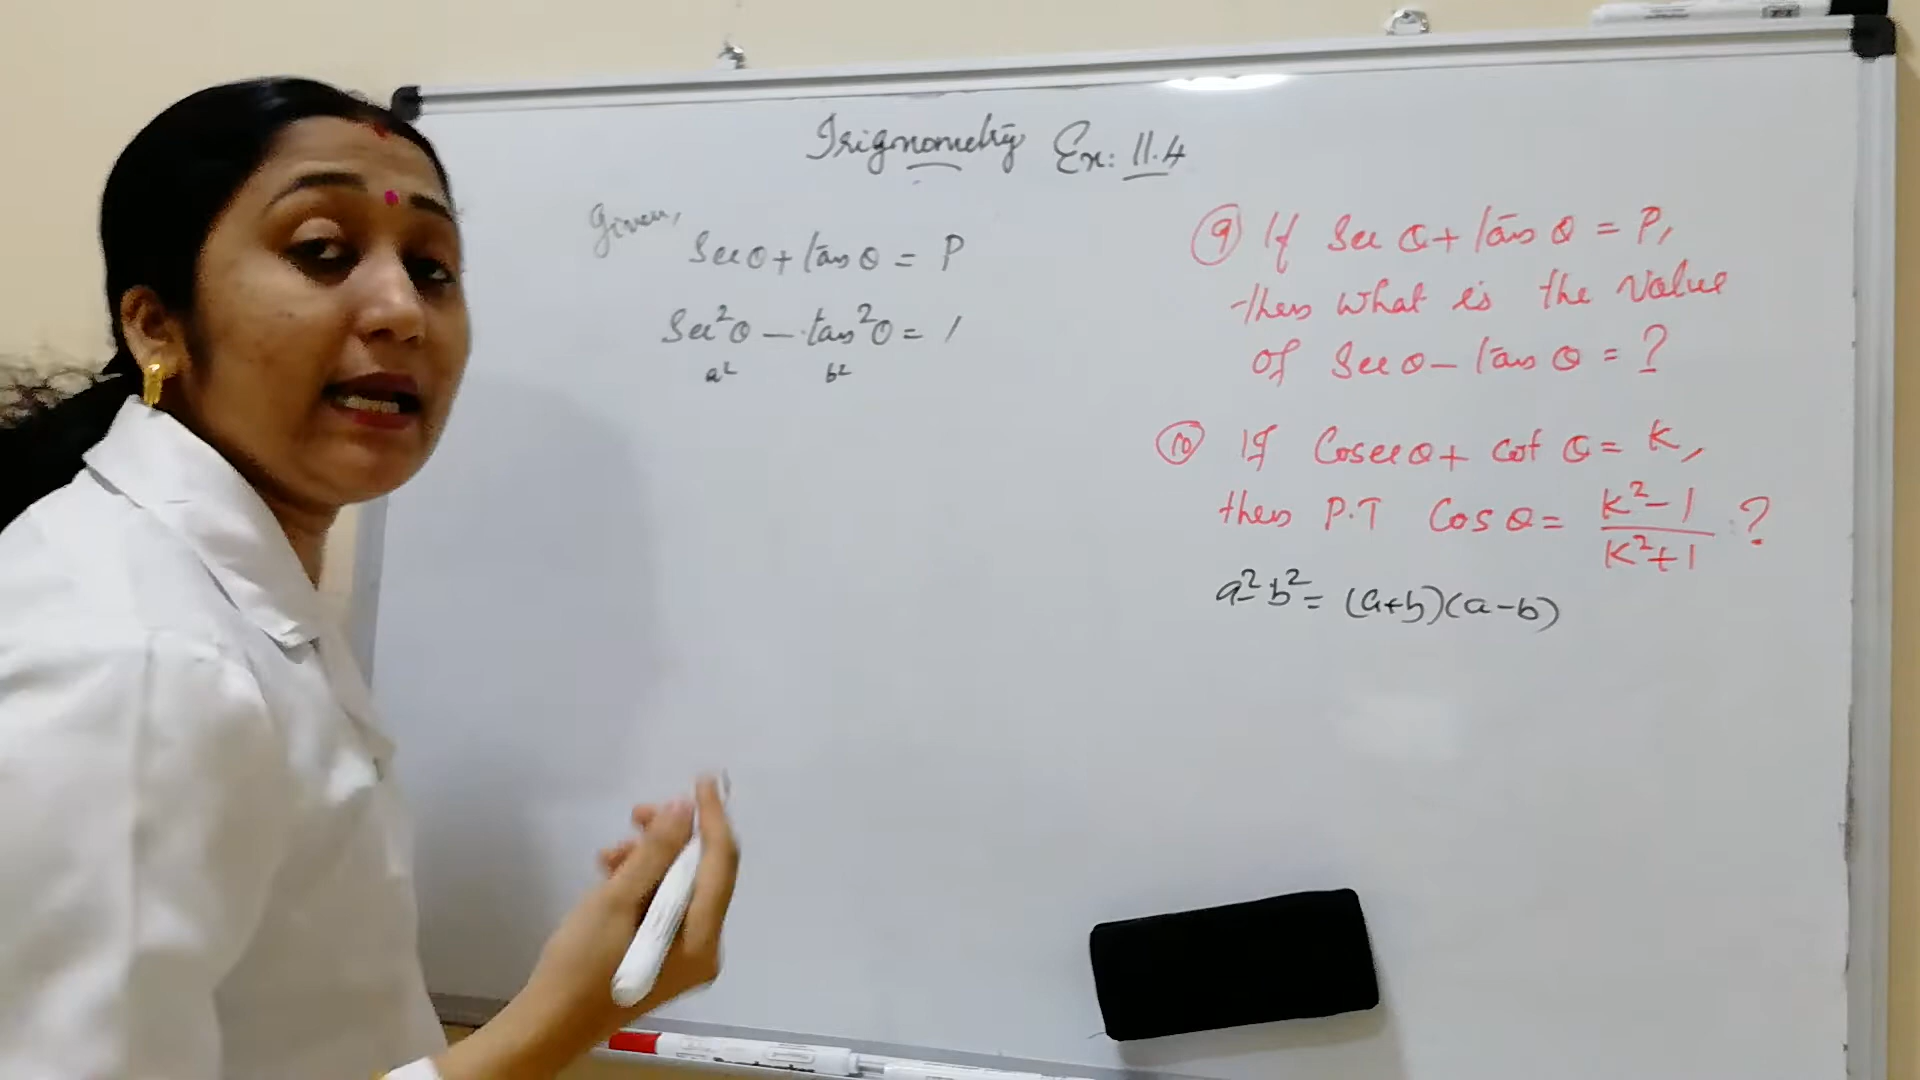 Trignometry Ex: 11.4
Given,
Sec θ + tan θ = P
Sec²θ – tan²θ = 1
a² b²
⑨ If Sec θ + tan θ = P,
then what is the value
of Sec θ – tan θ = ?
⑩ If Cosec θ + cot θ = K,
then P.T Cos θ = K²–1 / K²+1 ?
a²–b² = (a+b)(a–b)